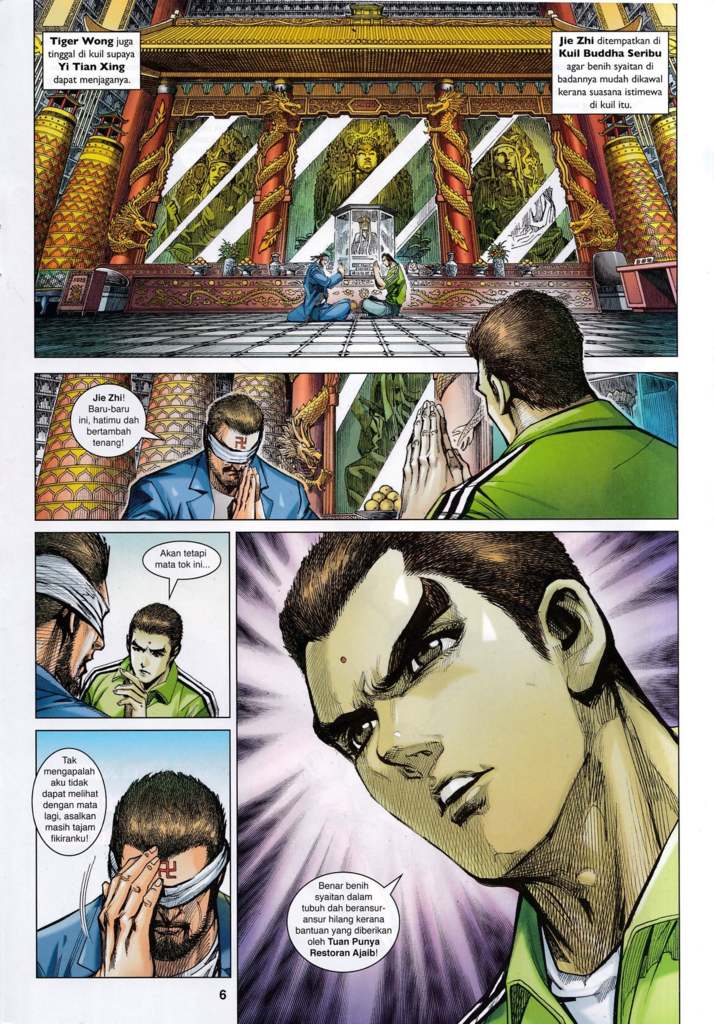 Tiger Wong juga
tinggal di kuil supaya
Yi Tian Xing
dapat menjaganya.
Jie Zhi ditempatkan di
Kuil Buddha Seribu
agar benih syaitan di
badannya mudah dikawal
kerana suasana istimewa
di kuil itu.
Jie Zhi!
Baru-baru
ini, hatimu dah
bertambah
tenang!
Akan tetapi
mata tok ini...
Tak
mengapalah
aku tidak
dapat melihat
dengan mata
lagi, asalkan
masih tajam
fikiranku!
Benar benih
syaitan dalam
tubuh dah beransur-
ansur hilang kerana
bantuan yang diberikan
oleh Tuan Punya
Restoran Ajaib!
6